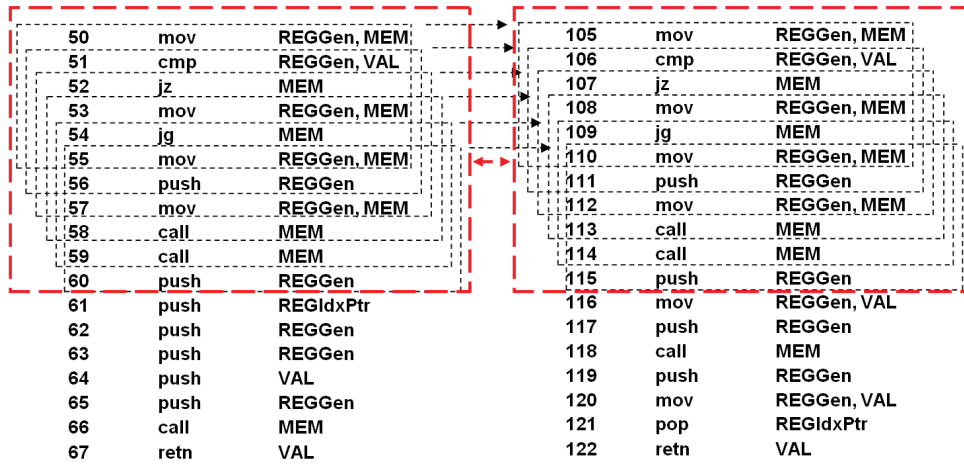 50 mov REGGen, MEM
51 cmp REGGen, VAL
52 jz MEM
53 mov REGGen, MEM
54 jg MEM
55 mov REGGen, MEM
56 push REGGen
57 mov REGGen, MEM
58 call MEM
59 call MEM
60 push REGGen
61 push REGIdxPtr
62 push REGGen
63 push REGGen
64 push VAL
65 push REGGen
66 call MEM
67 retn VAL
105 mov REGGen, MEM
106 cmp REGGen, VAL
107 jz MEM
108 mov REGGen, MEM
109 jg MEM
110 mov REGGen, MEM
111 push REGGen
112 mov REGGen, MEM
113 call MEM
114 call MEM
115 push REGGen
116 mov REGGen, VAL
117 push REGGen
118 call MEM
119 push REGGen
120 mov REGGen, VAL
121 pop REGIdxPtr
122 retn VAL